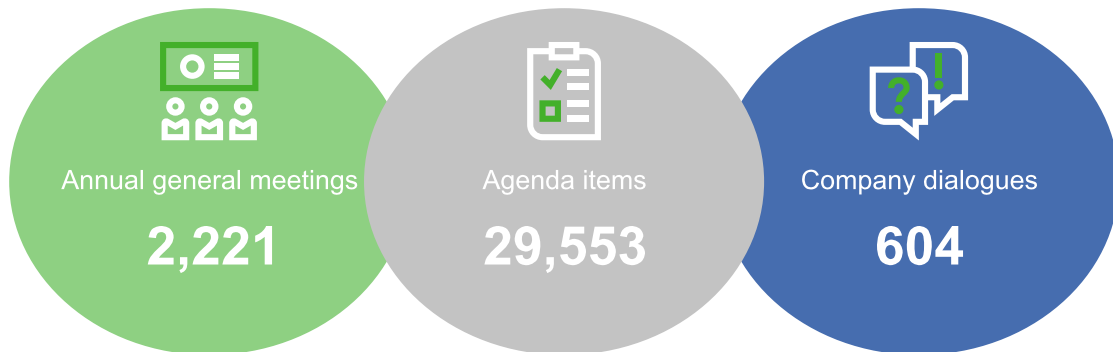 Annual general meetings
2,221
Agenda items
29,553
Company dialogues
604